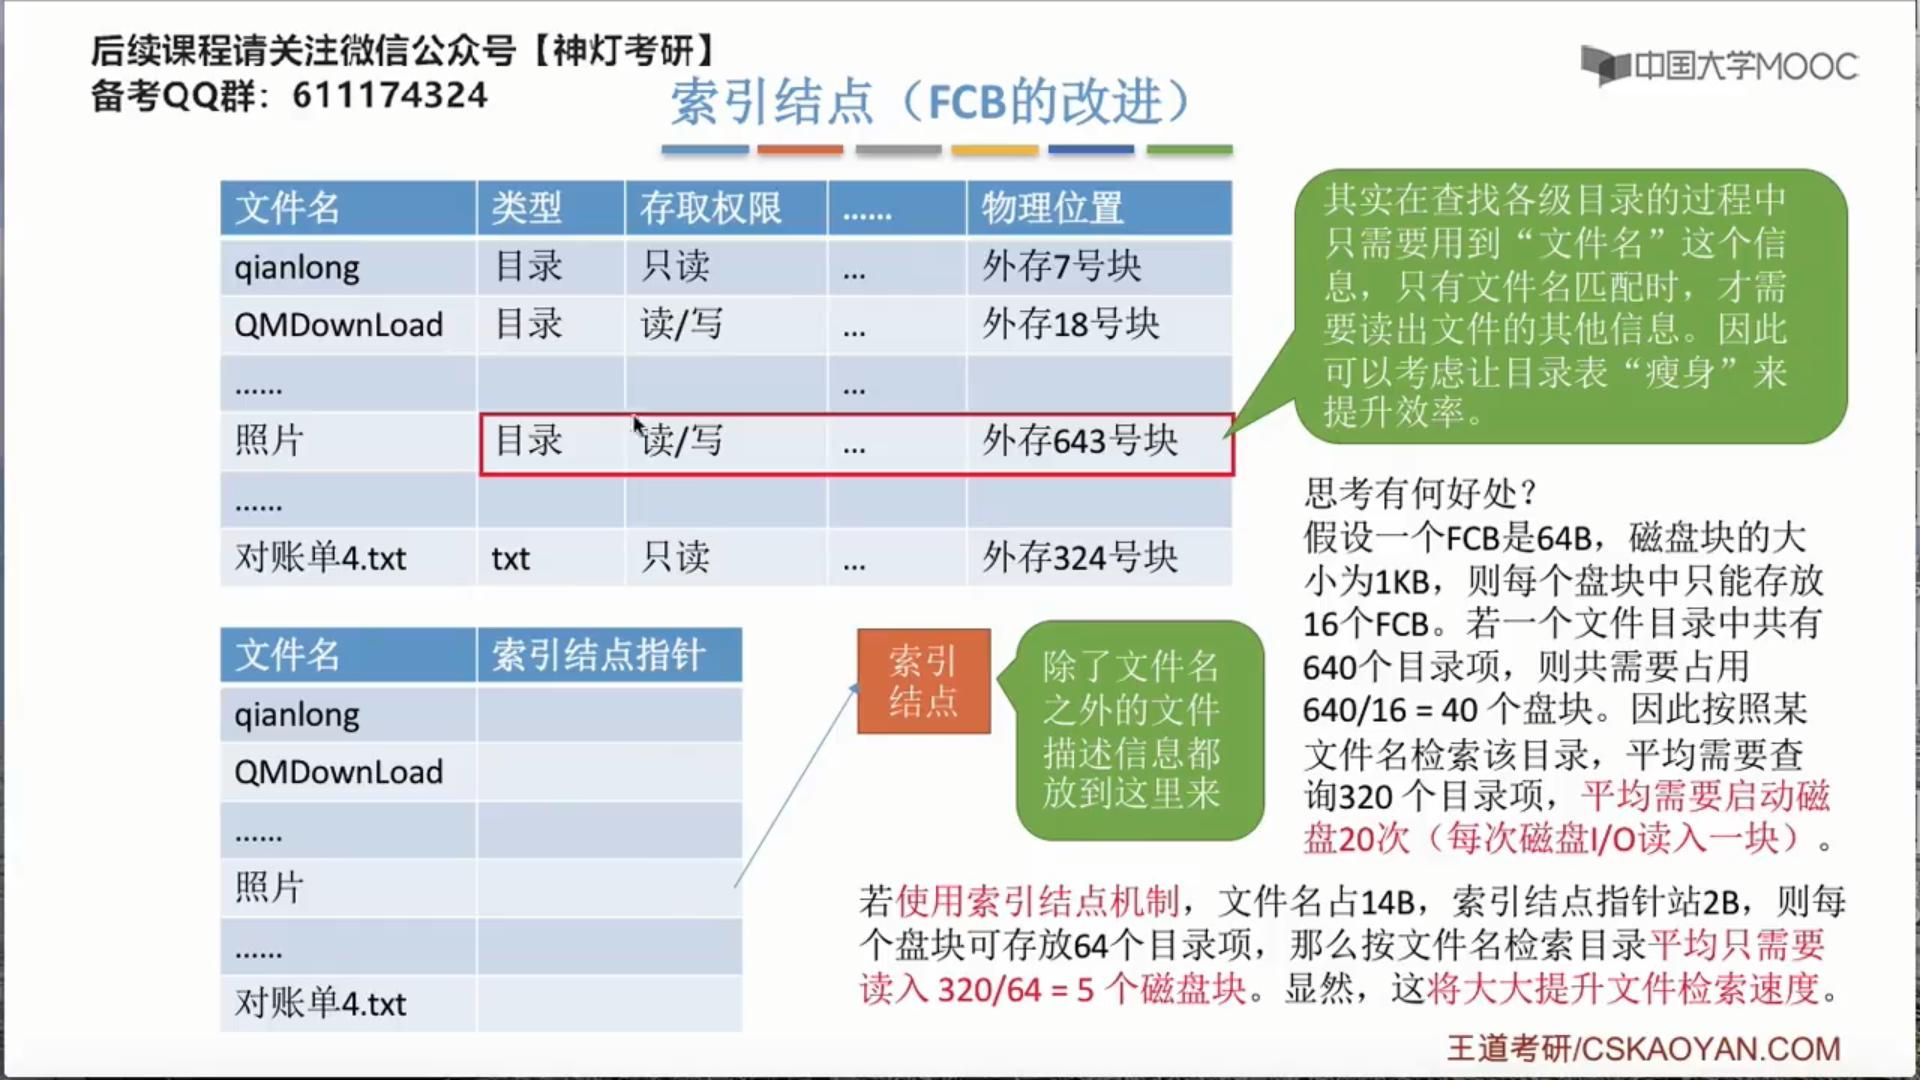 后续课程请关注微信公众号【神灯考研】
备考QQ群：611174324
中国大学MOOC
索引结点（FCB的改进）
文件名 类型 存取权限 …… 物理位置
qianlong 目录 只读 … 外存7号块
QMDownLoad 目录 读/写 … 外存18号块
…… …
照片 目录 读/写 … 外存643号块
……
对账单4.txt txt 只读 … 外存324号块
其实在查找各级目录的过程中
只需要用到“文件名”这个信
息，只有文件名匹配时，才需
要读出文件的其他信息。因此
可以考虑让目录表“瘦身”来
提升效率。
文件名 索引结点指针
qianlong
QMDownLoad
……
照片
……
对账单4.txt
索引
结点
除了文件名
之外的文件
描述信息都
放到这里来
思考有何好处？
假设一个FCB是64B，磁盘块的大
小为1KB，则每个盘块中只能存放
16个FCB。若一个文件目录中共有
640个目录项，则共需要占用
640/16 = 40 个盘块。因此按照某
文件名检索该目录，平均需要查
询320 个目录项，平均需要启动磁
盘20次（每次磁盘I/O读入一块）。
若使用索引结点机制，文件名占14B，索引结点指针站2B，则每
个盘块可存放64个目录项，那么按文件名检索目录平均只需要
读入 320/64 = 5 个磁盘块。显然，这将大大提升文件检索速度。
王道考研/CSKAOYAN.COM